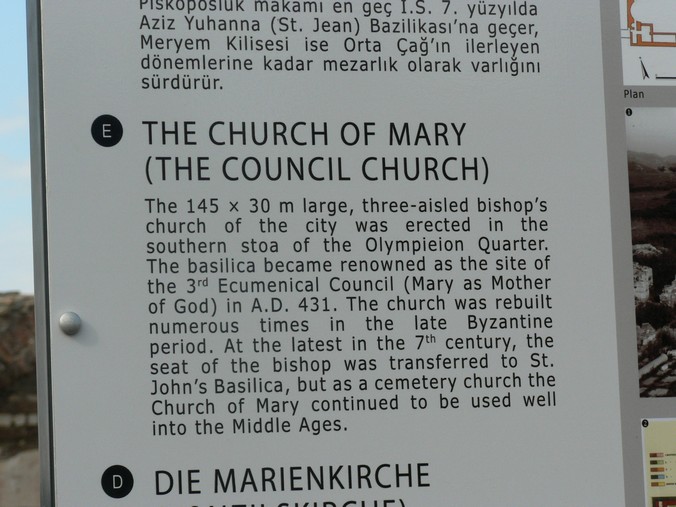 Piskoposluk makamı en geç İ.S. 7. yüzyılda
Aziz Yuhanna (St. Jean) Bazilikası'na geçer,
Meryem Kilisesi ise Orta Çağ'ın ilerleyen
dönemlerine kadar mezarlık olarak varlığını
sürdürür.
E THE CHURCH OF MARY
(THE COUNCIL CHURCH)
The 145 × 30 m large, three-aisled bishop's
church of the city was erected in the
southern stoa of the Olympieion Quarter.
The basilica became renowned as the site of
the 3rd Ecumenical Council (Mary as Mother
of God) in A.D. 431. The church was rebuilt
numerous times in the late Byzantine
period. At the latest in the 7th century, the
seat of the bishop was transferred to St.
John's Basilica, but as a cemetery church the
Church of Mary continued to be used well
into the Middle Ages.
D DIE MARIENKIRCHE
Plan
1
2